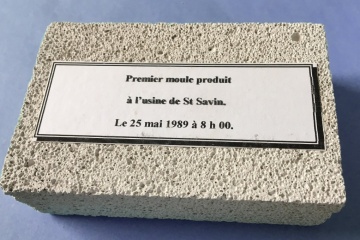 Premier moule produit
à l'usine de St Savin.
Le 25 mai 1989 à 8 h 00.